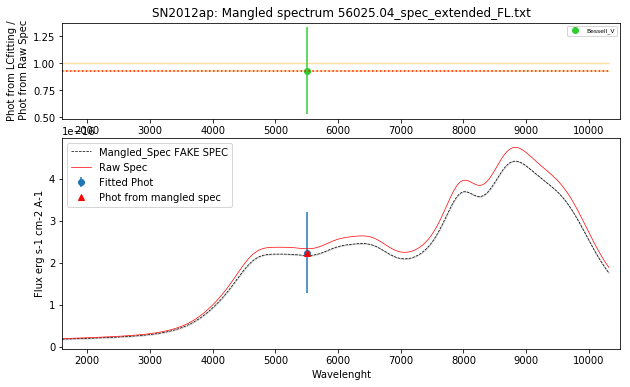 SN2012ap: Mangled spectrum 56025.04_spec_extended_FL.txt
Phot from LCfitting /
Phot from Raw Spec
1.25
1.00
0.75
0.50
Bessell_V
2000 3000 4000 5000 6000 7000 8000 9000 10000
1e−16
Flux erg s-1 cm-2 A-1
4
3
2
1
0
Mangled_Spec FAKE SPEC
Raw Spec
Fitted Phot
Phot from mangled spec
2000 3000 4000 5000 6000 7000 8000 9000 10000
Wavelenght